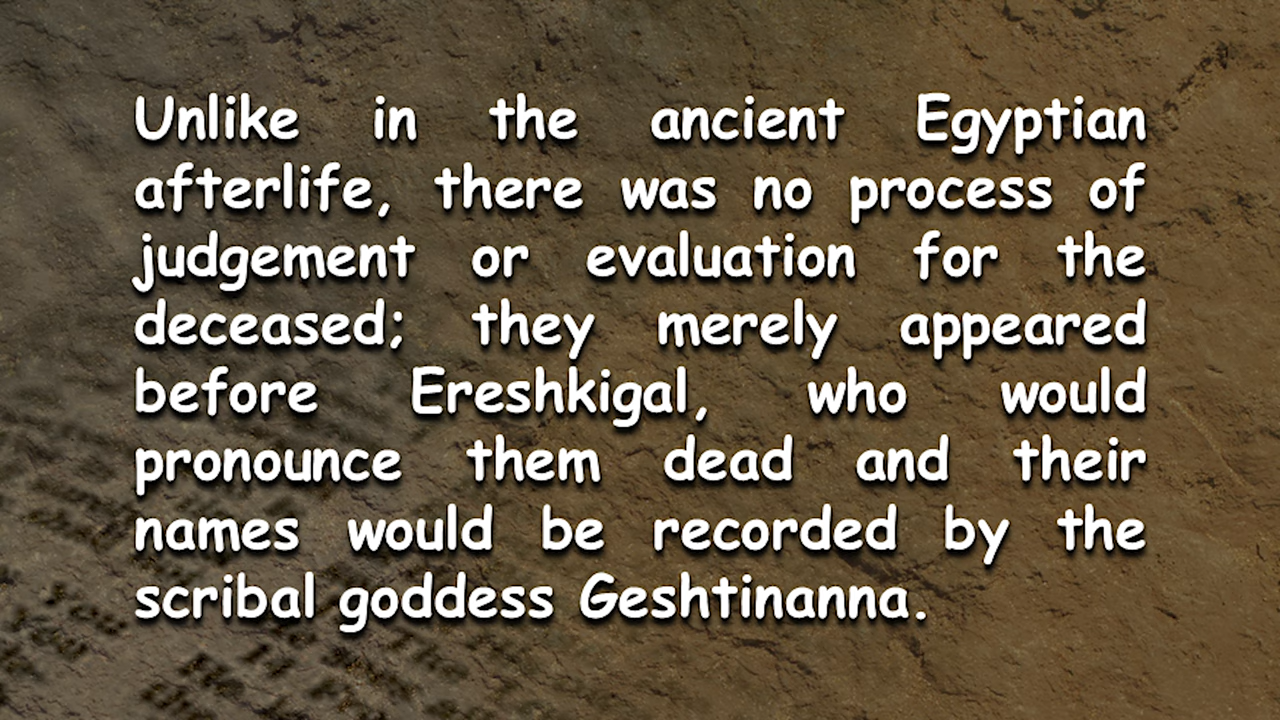 Unlike in the ancient Egyptian
afterlife, there was no process of
judgement or evaluation for the
deceased; they merely appeared
before Ereshkigal, who would
pronounce them dead and their
names would be recorded by the
scribal goddess Geshtinanna.